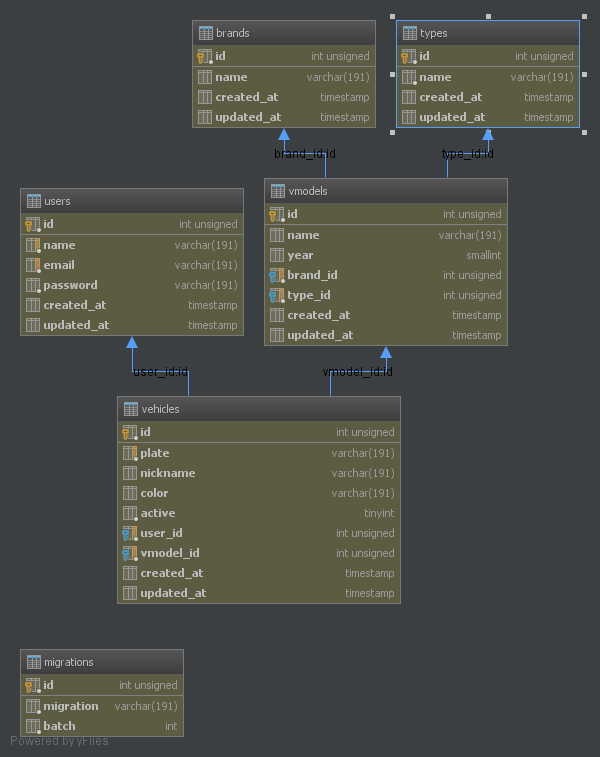 brands
id int unsigned
name varchar(191)
created_at timestamp
updated_at timestamp
types
id int unsigned
name varchar(191)
created_at timestamp
updated_at timestamp
brand_id:id
type_id:id
users
id int unsigned
name varchar(191)
email varchar(191)
password varchar(191)
created_at timestamp
updated_at timestamp
vmodels
id int unsigned
name varchar(191)
year smallint
brand_id int unsigned
type_id int unsigned
created_at timestamp
updated_at timestamp
user_id:id
vmodel_id:id
vehicles
id int unsigned
plate varchar(191)
nickname varchar(191)
color varchar(191)
active tinyint
user_id int unsigned
vmodel_id int unsigned
created_at timestamp
updated_at timestamp
migrations
id int unsigned
migration varchar(191)
batch int
Powered by yFiles